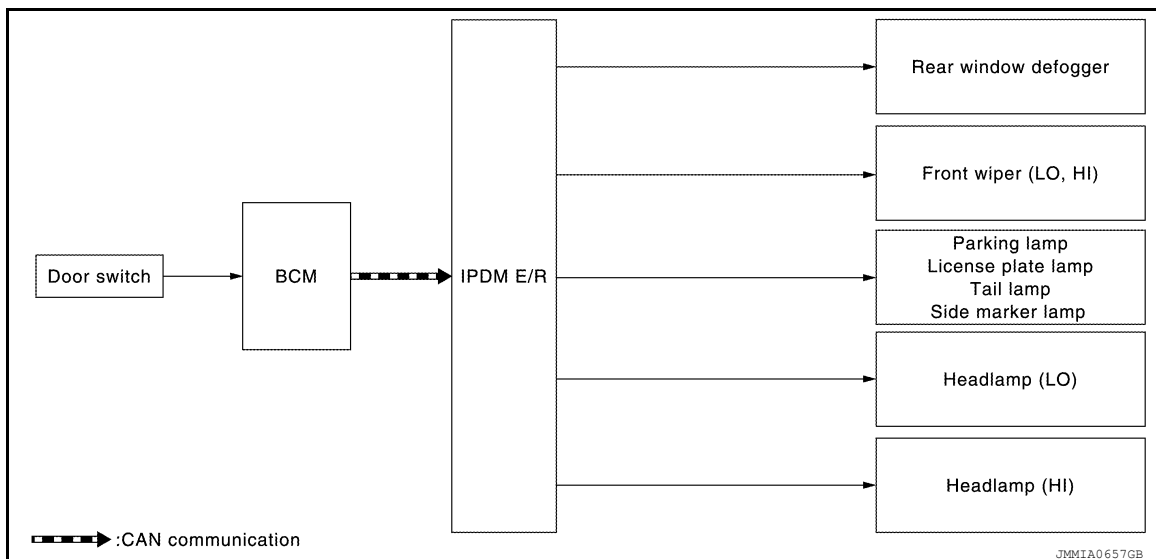 Door switch
BCM
IPDM E/R
Rear window defogger
Front wiper (LO, HI)
Parking lamp
License plate lamp
Tail lamp
Side marker lamp
Headlamp (LO)
Headlamp (HI)
:CAN communication
JMMIA0657GB